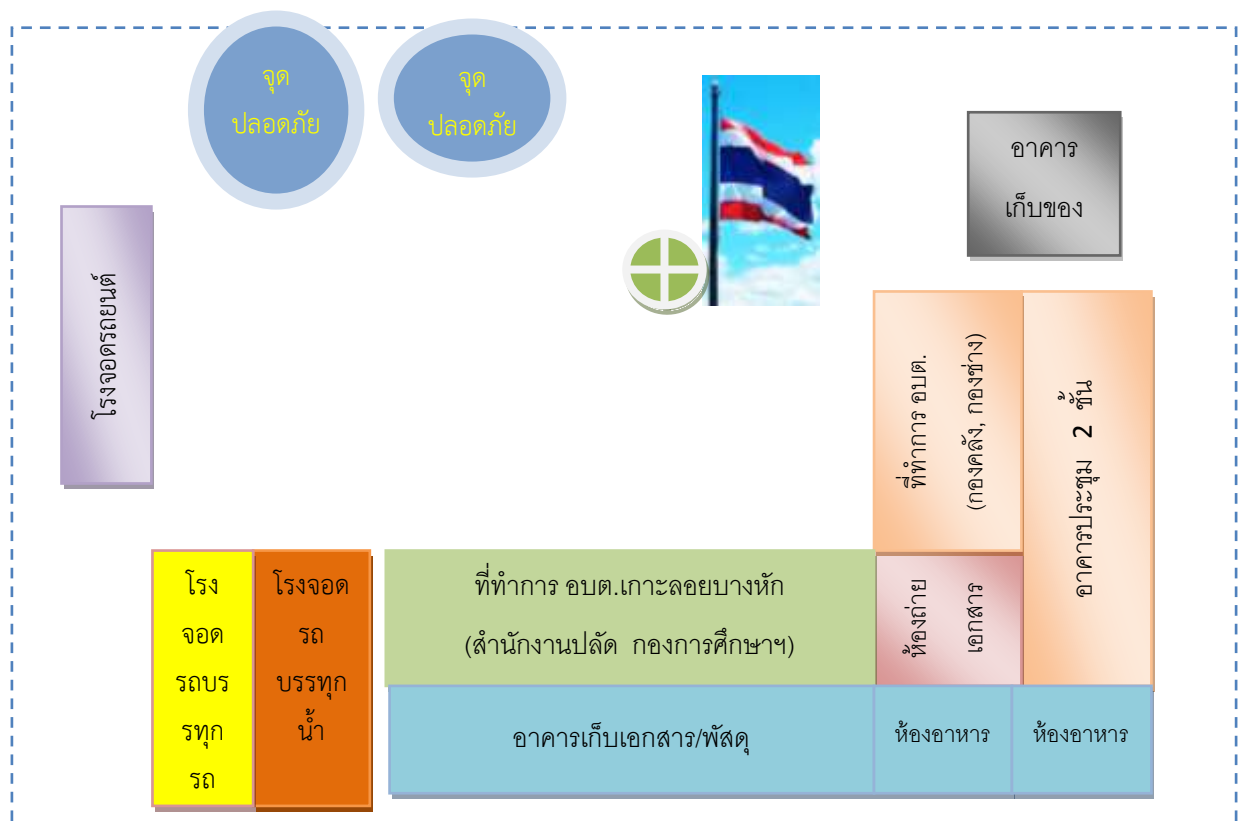 จุด
ปลอดภัย
จุด
ปลอดภัย
อาคาร
เก็บของ
โรงจอดรถยนต์
ที่ทำการ อบต.
(กองคลัง, กองช่าง)
อาคารประชุม 2 ชั้น
โรง
จอด
รถบร
รทุก
รถ
โรงจอด
รถ
บรรทุก
น้ำ
ที่ทำการ อบต.เกาะลอยบางหัก
(สำนักงานปลัด กองการศึกษาฯ)
ห้องถ่าย
เอกสาร
อาคารเก็บเอกสาร/พัสดุ
ห้องอาหาร
ห้องอาหาร